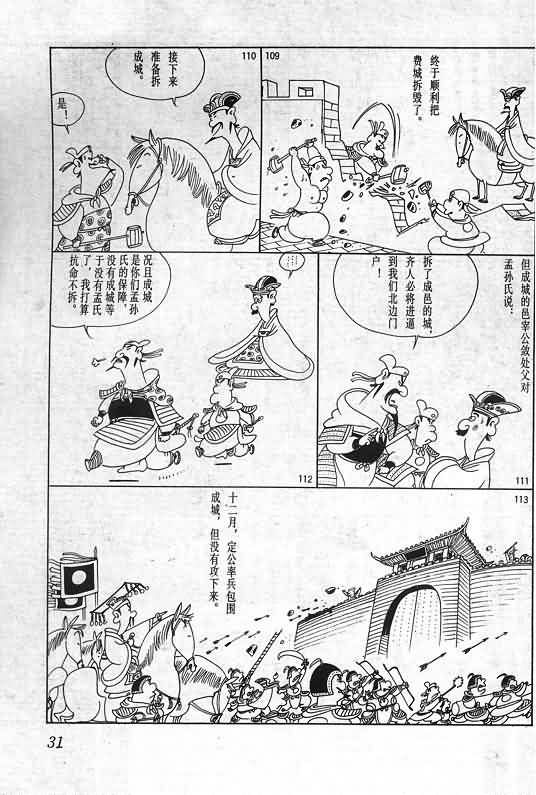 109
终于顺利把
费城拆毁了。
110
接下来
准备拆
成城。
是！
111
但成城的邑宰公敛处父对
孟孙氏说：
拆了成邑的城，
齐人必将进逼
到我们北边门
户！
112
况且成城
是你们孟孙
氏的保障，
没有成城等
于没有孟氏
了，我打算
抗命不拆。
……
113
十二月，定公率兵包围
成城，但没有攻下来。
31